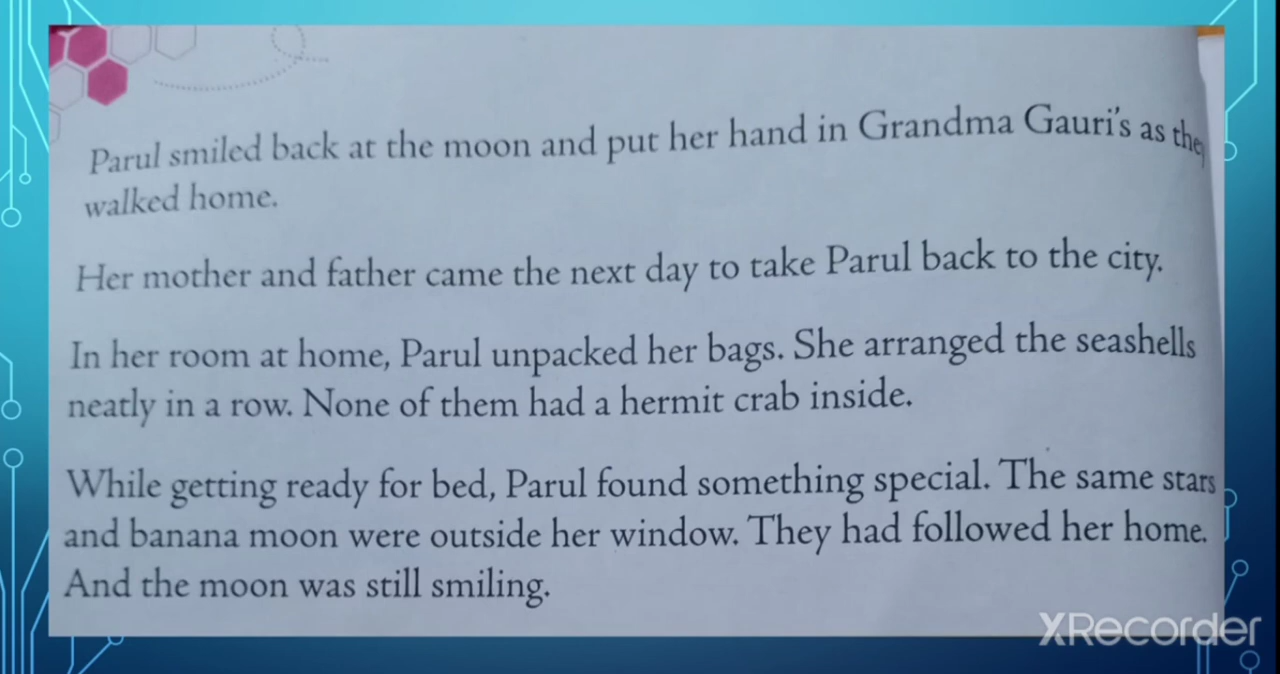 Parul smiled back at the moon and put her hand in Grandma Gauri's as they
walked home.
Her mother and father came the next day to take Parul back to the city.
In her room at home, Parul unpacked her bags. She arranged the seashells
neatly in a row. None of them had a hermit crab inside.
While getting ready for bed, Parul found something special. The same stars
and banana moon were outside her window. They had followed her home.
And the moon was still smiling.
XRecorder